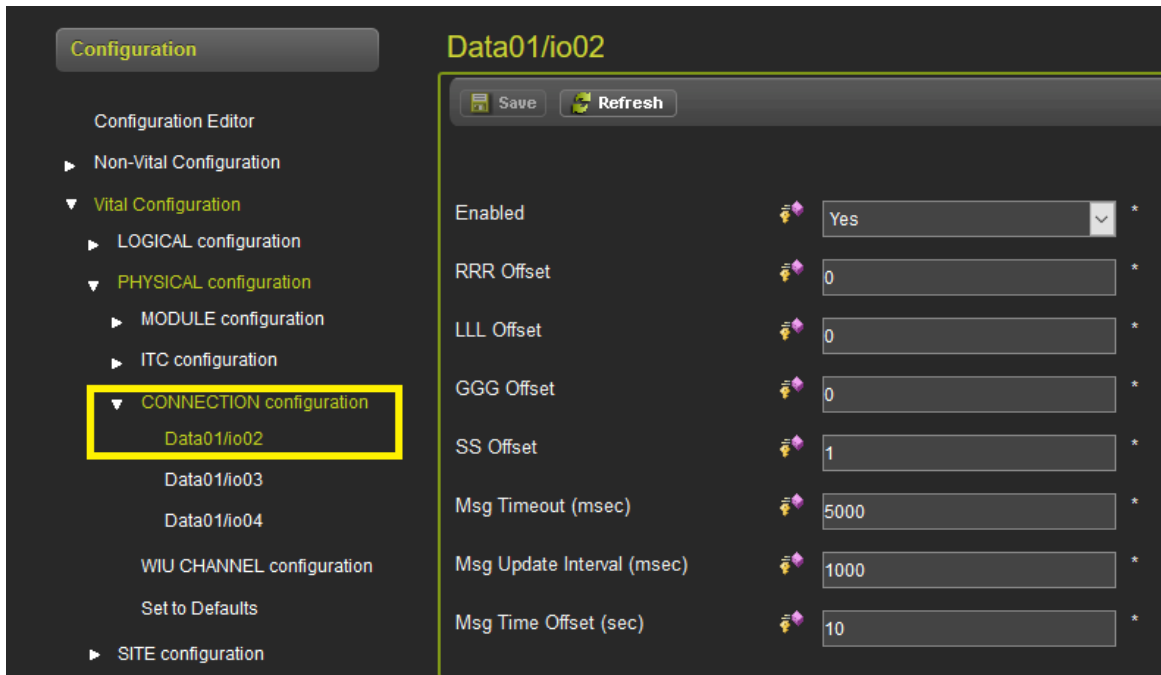 Configuration
Configuration Editor
Non-Vital Configuration
Vital Configuration
LOGICAL configuration
PHYSICAL configuration
MODULE configuration
ITC configuration
CONNECTION configuration
Data01/io02
Data01/io03
Data01/io04
WIU CHANNEL configuration
Set to Defaults
SITE configuration
Data01/io02
Save Refresh
Enabled Yes *
RRR Offset 0 *
LLL Offset 0 *
GGG Offset 0 *
SS Offset 1 *
Msg Timeout (msec) 5000 *
Msg Update Interval (msec) 1000 *
Msg Time Offset (sec) 10 *